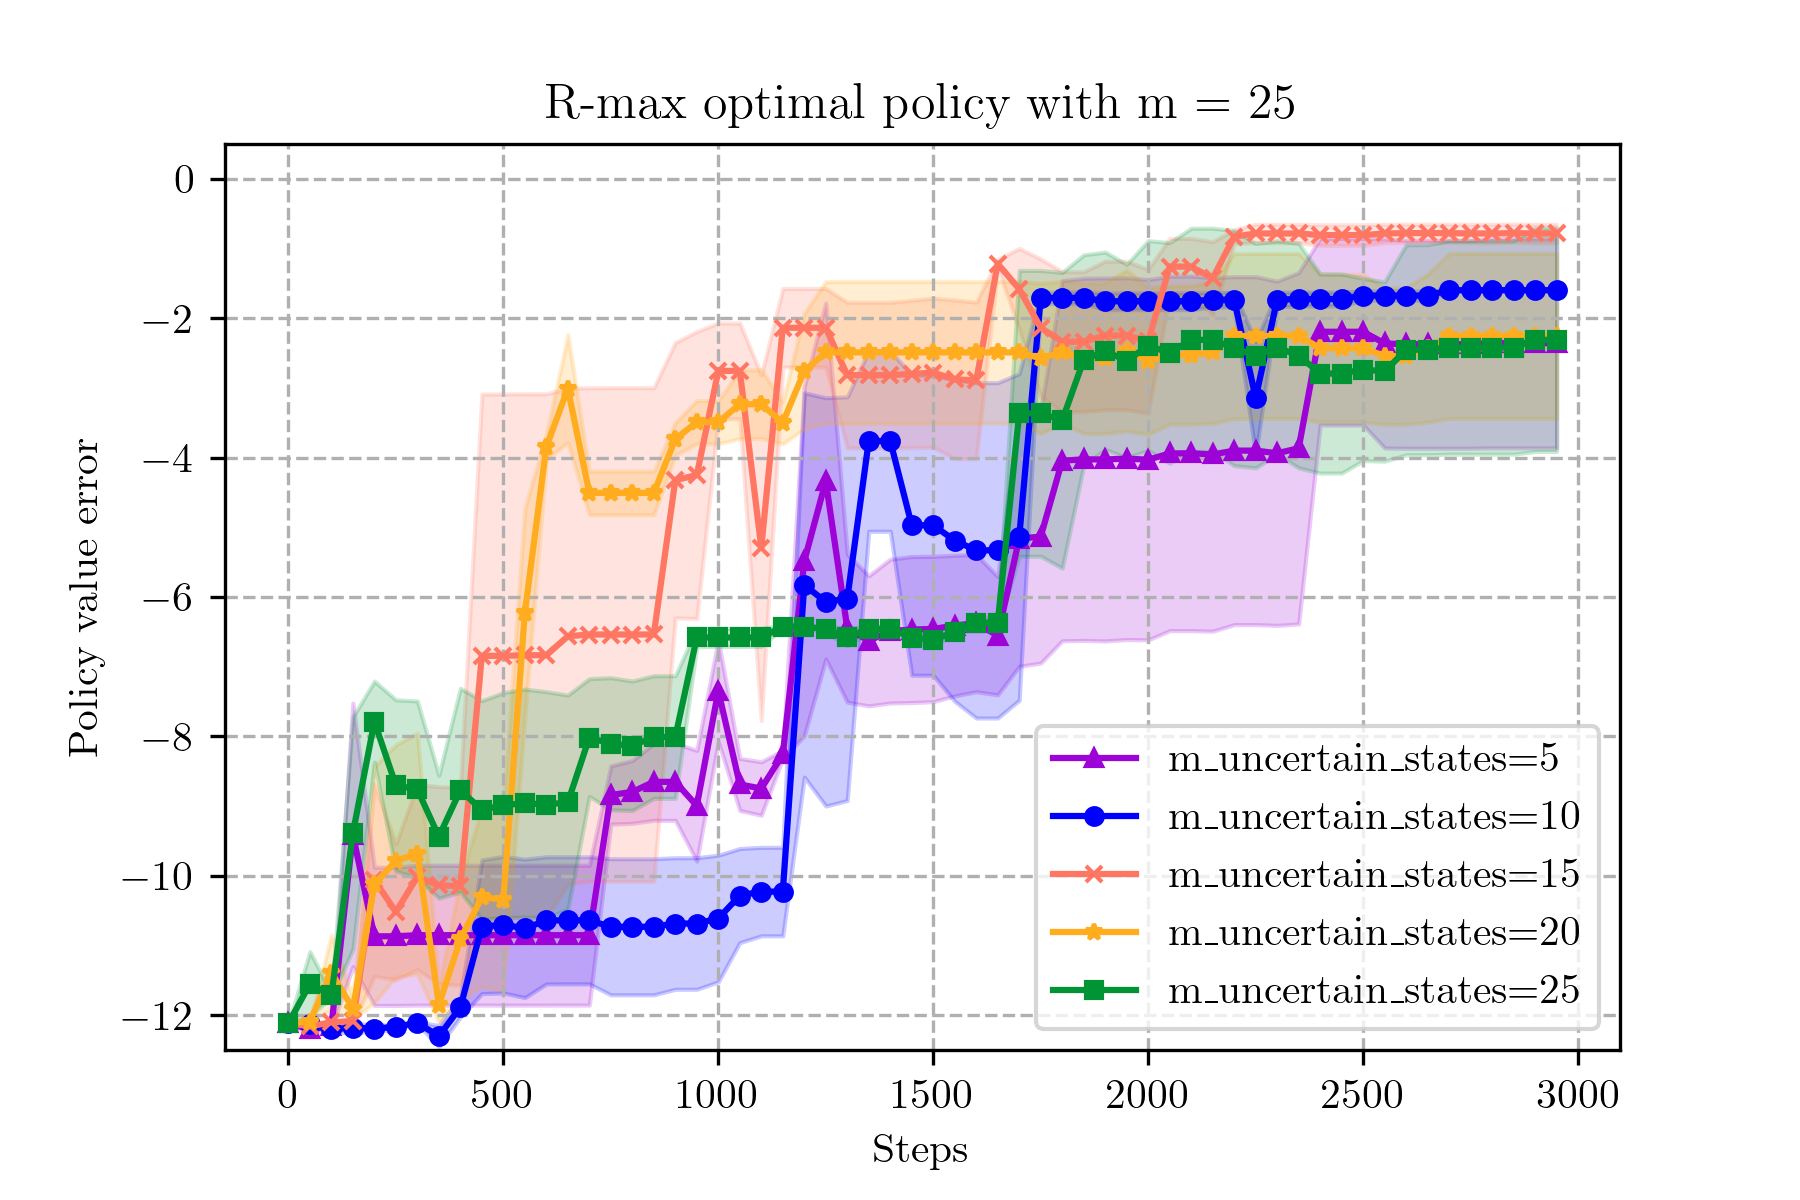 R-max optimal policy with m = 25
0
−2
−4
−6
−8
−10
−12
Policy value error
0 500 1000 1500 2000 2500 3000
Steps
m_uncertain_states=5
m_uncertain_states=10
m_uncertain_states=15
m_uncertain_states=20
m_uncertain_states=25